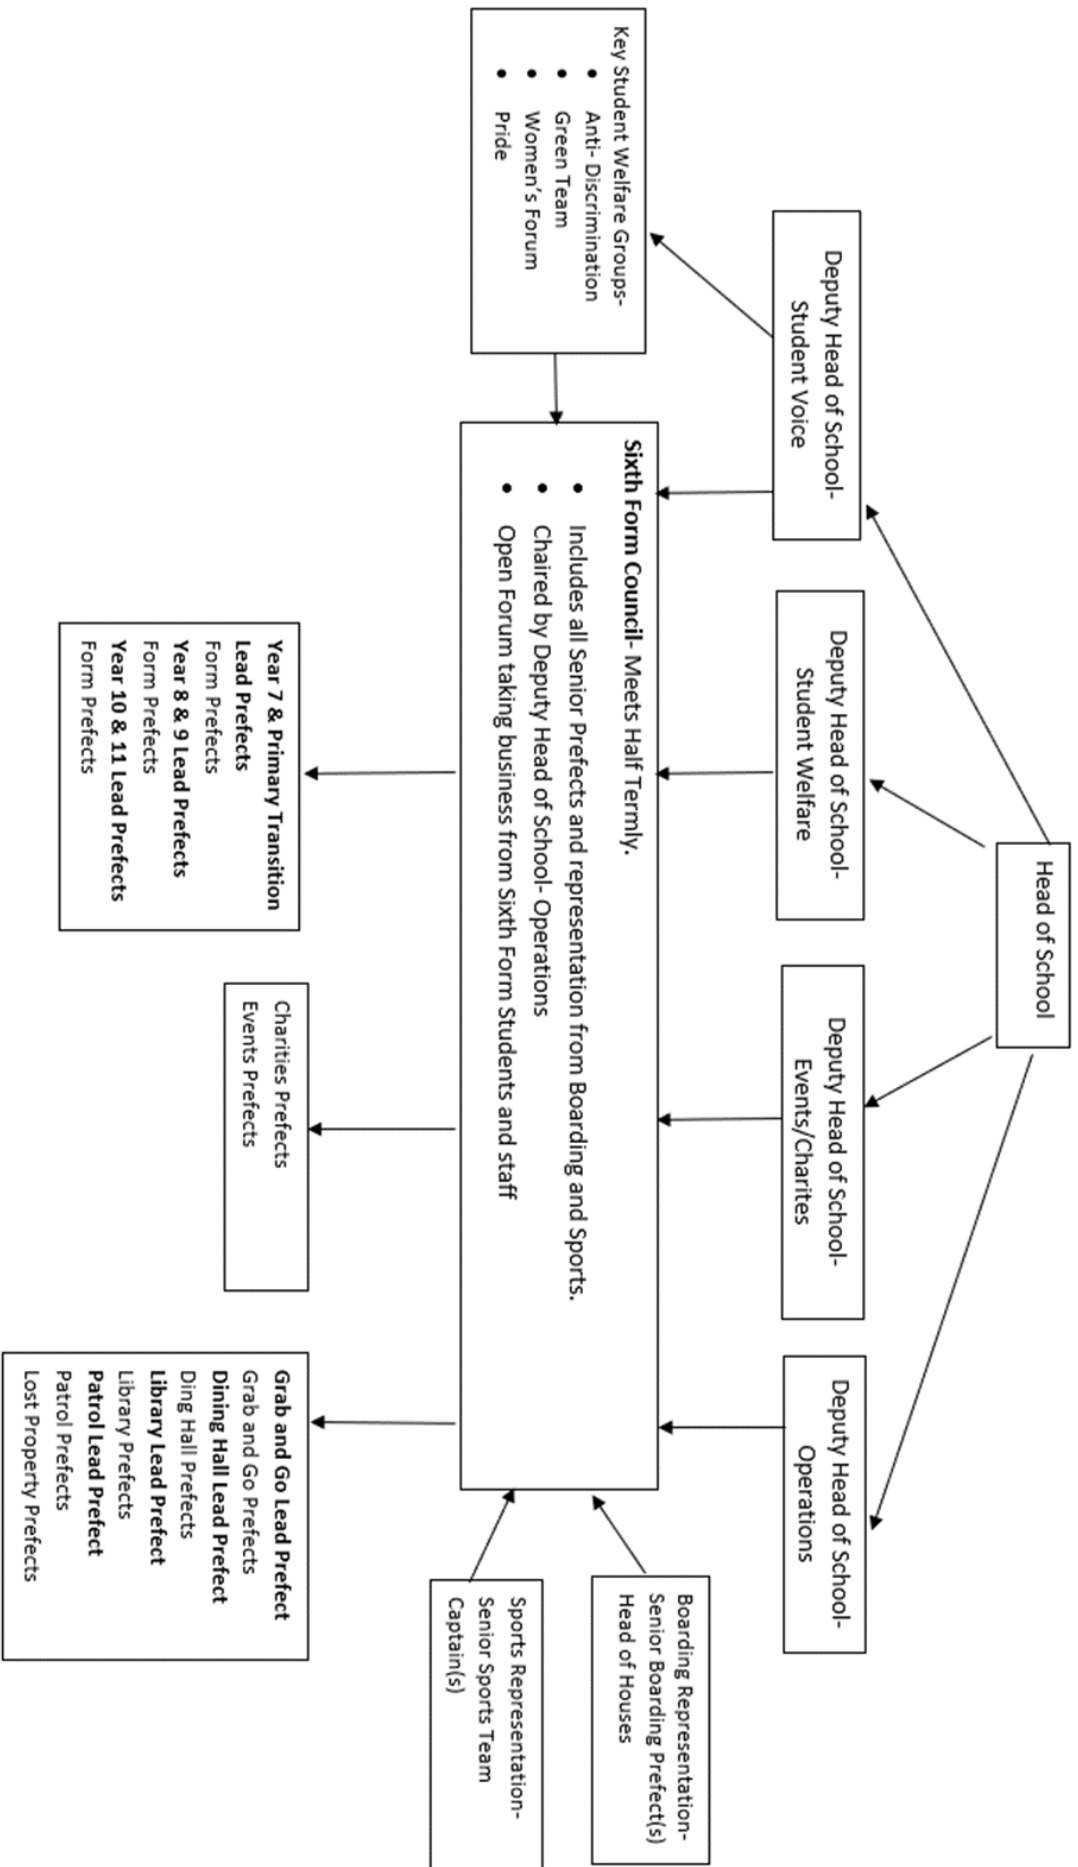 Head of School
Deputy Head of School-
Student Voice
Deputy Head of School-
Student Welfare
Deputy Head of School-
Events/Charites
Deputy Head of School-
Operations
Key Student Welfare Groups-
• Anti- Discrimination
• Green Team
• Women's Forum
• Pride
Sixth Form Council- Meets Half Termly.
• Includes all Senior Prefects and representation from Boarding and Sports.
• Chaired by Deputy Head of School- Operations
• Open Forum taking business from Sixth Form Students and staff
Boarding Representation-
Senior Boarding Prefect(s)
Head of Houses
Sports Representation-
Senior Sports Team
Captain(s)
Year 7 & Primary Transition
Lead Prefects
Form Prefects
Year 8 & 9 Lead Prefects
Form Prefects
Year 10 & 11 Lead Prefects
Form Prefects
Charities Prefects
Events Prefects
Grab and Go Lead Prefect
Grab and Go Prefects
Dining Hall Lead Prefect
Ding Hall Prefects
Library Lead Prefect
Library Prefects
Patrol Lead Prefect
Patrol Prefects
Lost Property Prefects